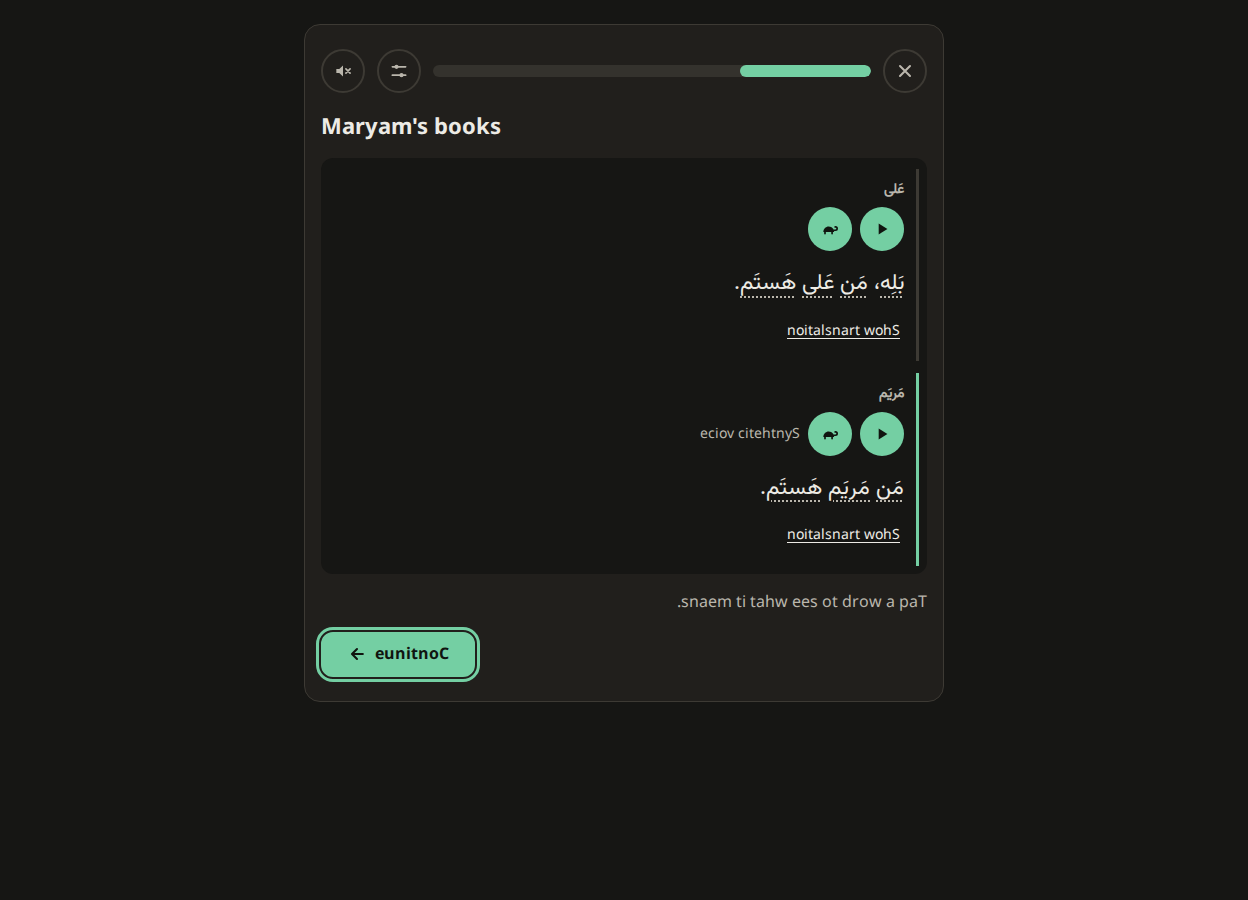 Maryam's books
عَلی
بَلِه، مَن عَلی هَستَم.
noitalsnart wohS
مَریَم
eciov citehtnyS
مَن مَریَم هَستَم.
noitalsnart wohS
.snaem ti tahw ees ot drow a paT
← eunitnoC